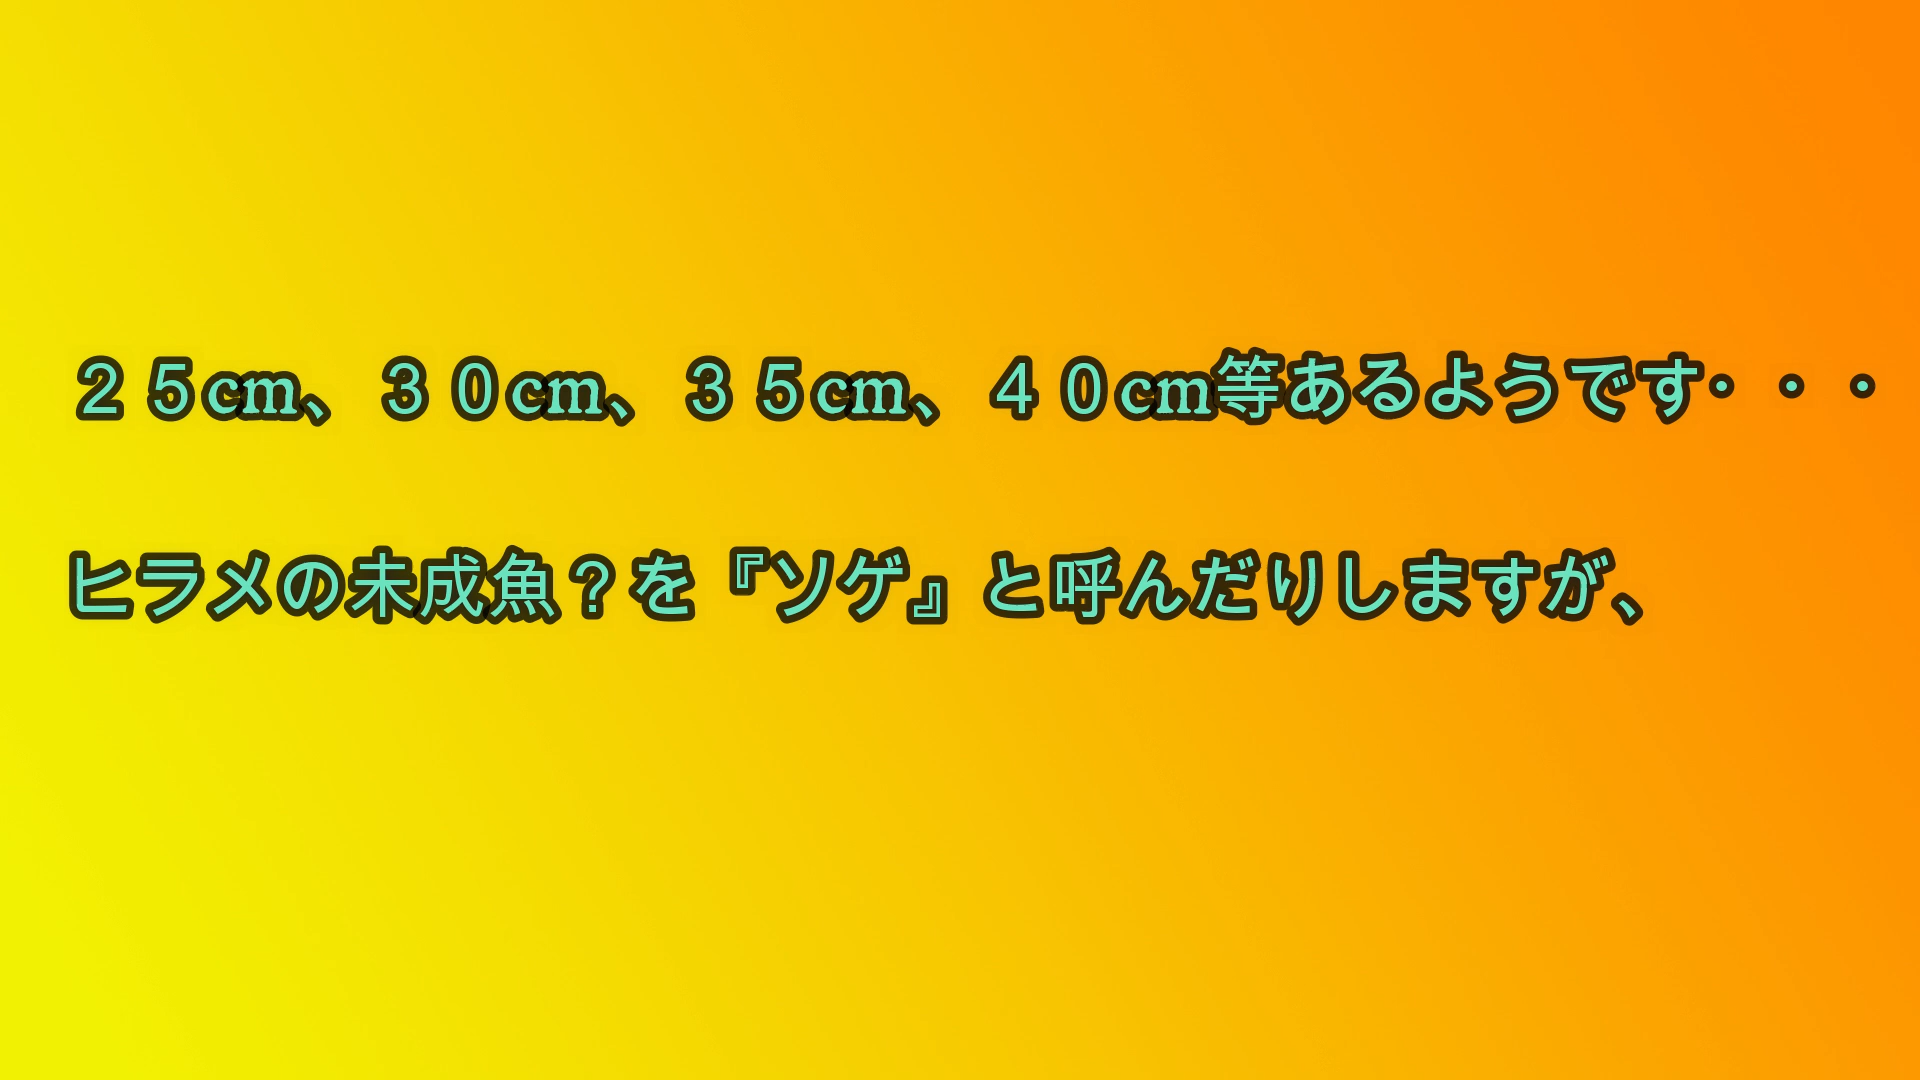 ２５㎝、３０㎝、３５㎝、４０㎝等あるようです・・・
ヒラメの未成魚？を『ソゲ』と呼んだりしますが、